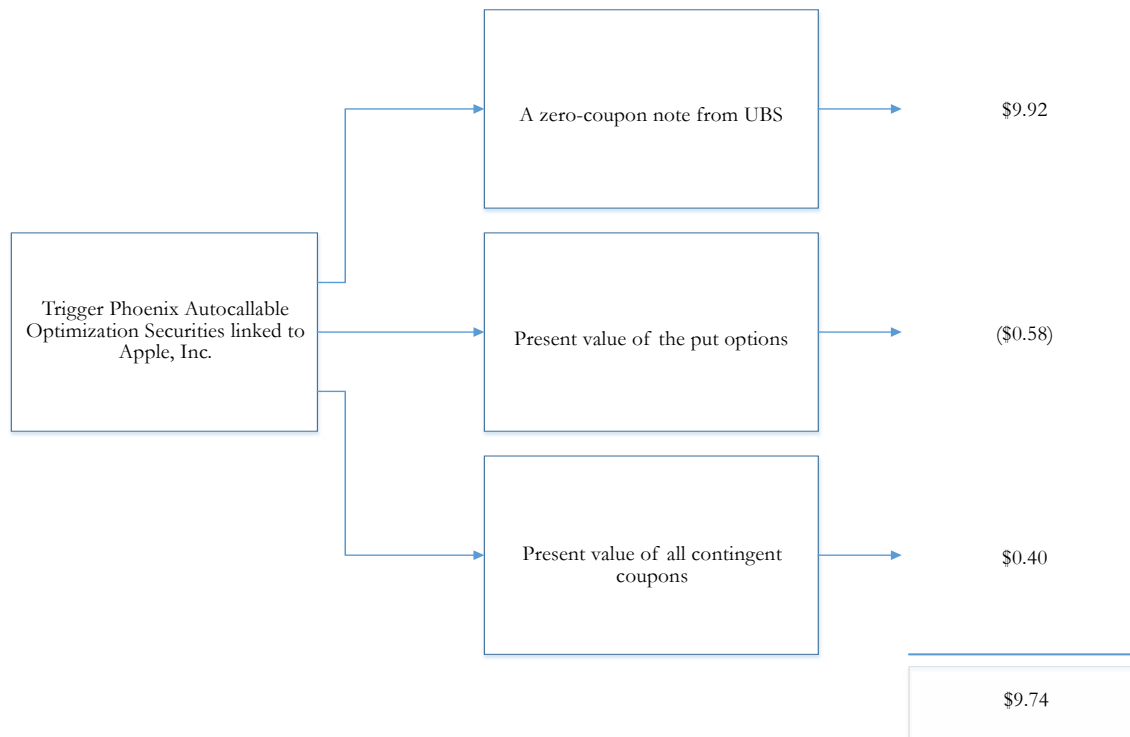 A zero-coupon note from UBS
$9.92
Trigger Phoenix Autocallable
Optimization Securities linked to
Apple, Inc.
Present value of the put options
($0.58)
Present value of all contingent
coupons
$0.40
$9.74